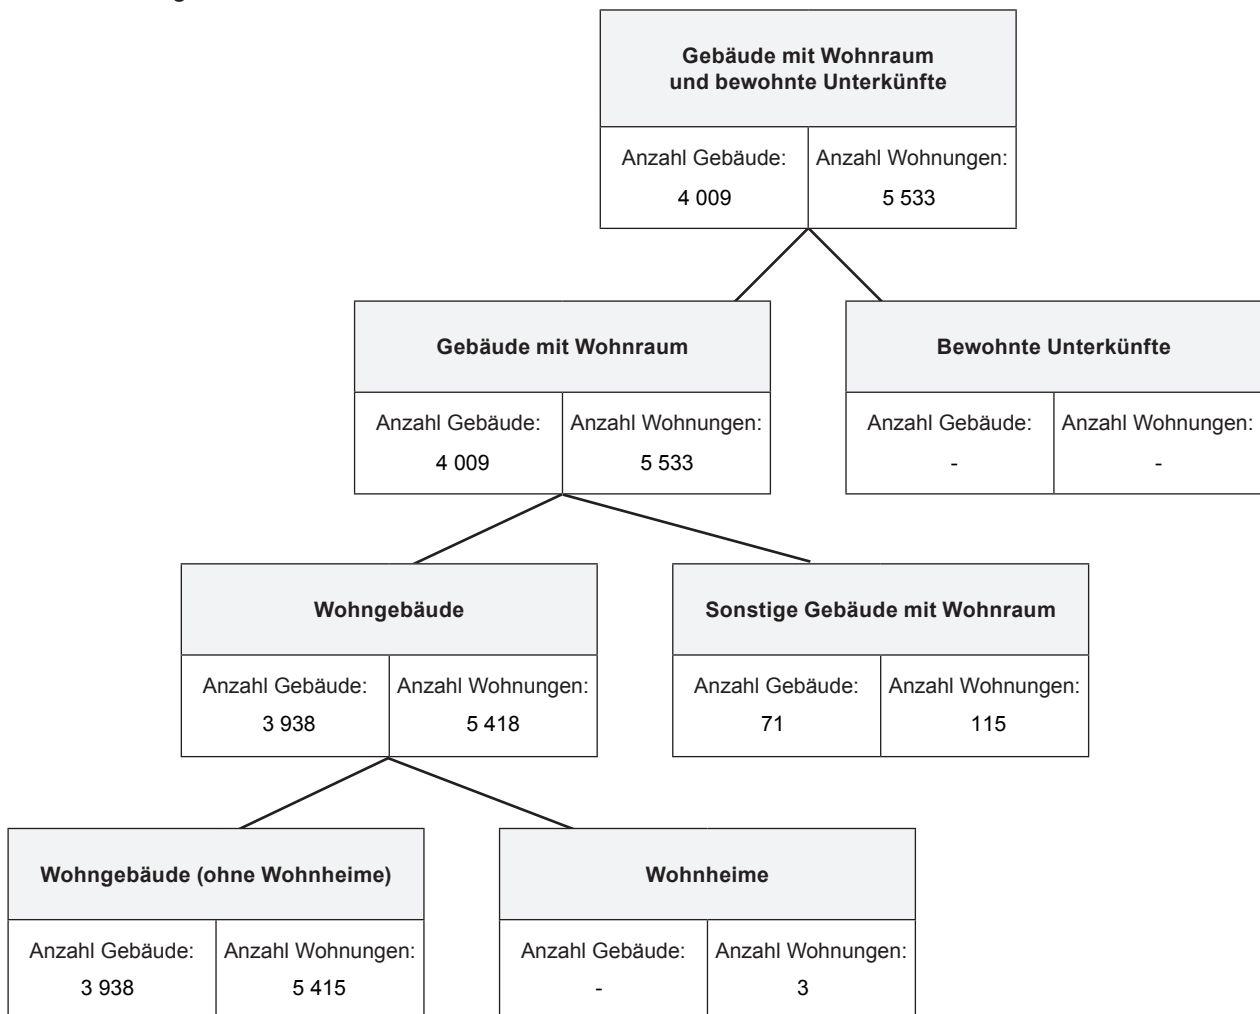 Gebäude mit Wohnraum
und bewohnte Unterkünfte
Anzahl Gebäude: Anzahl Wohnungen:
4 009 5 533
Gebäude mit Wohnraum Bewohnte Unterkünfte
Anzahl Gebäude: Anzahl Wohnungen: Anzahl Gebäude: Anzahl Wohnungen:
4 009 5 533 - -
Wohngebäude Sonstige Gebäude mit Wohnraum
Anzahl Gebäude: Anzahl Wohnungen: Anzahl Gebäude: Anzahl Wohnungen:
3 938 5 418 71 115
Wohngebäude (ohne Wohnheime) Wohnheime
Anzahl Gebäude: Anzahl Wohnungen: Anzahl Gebäude: Anzahl Wohnungen:
3 938 5 415 - 3